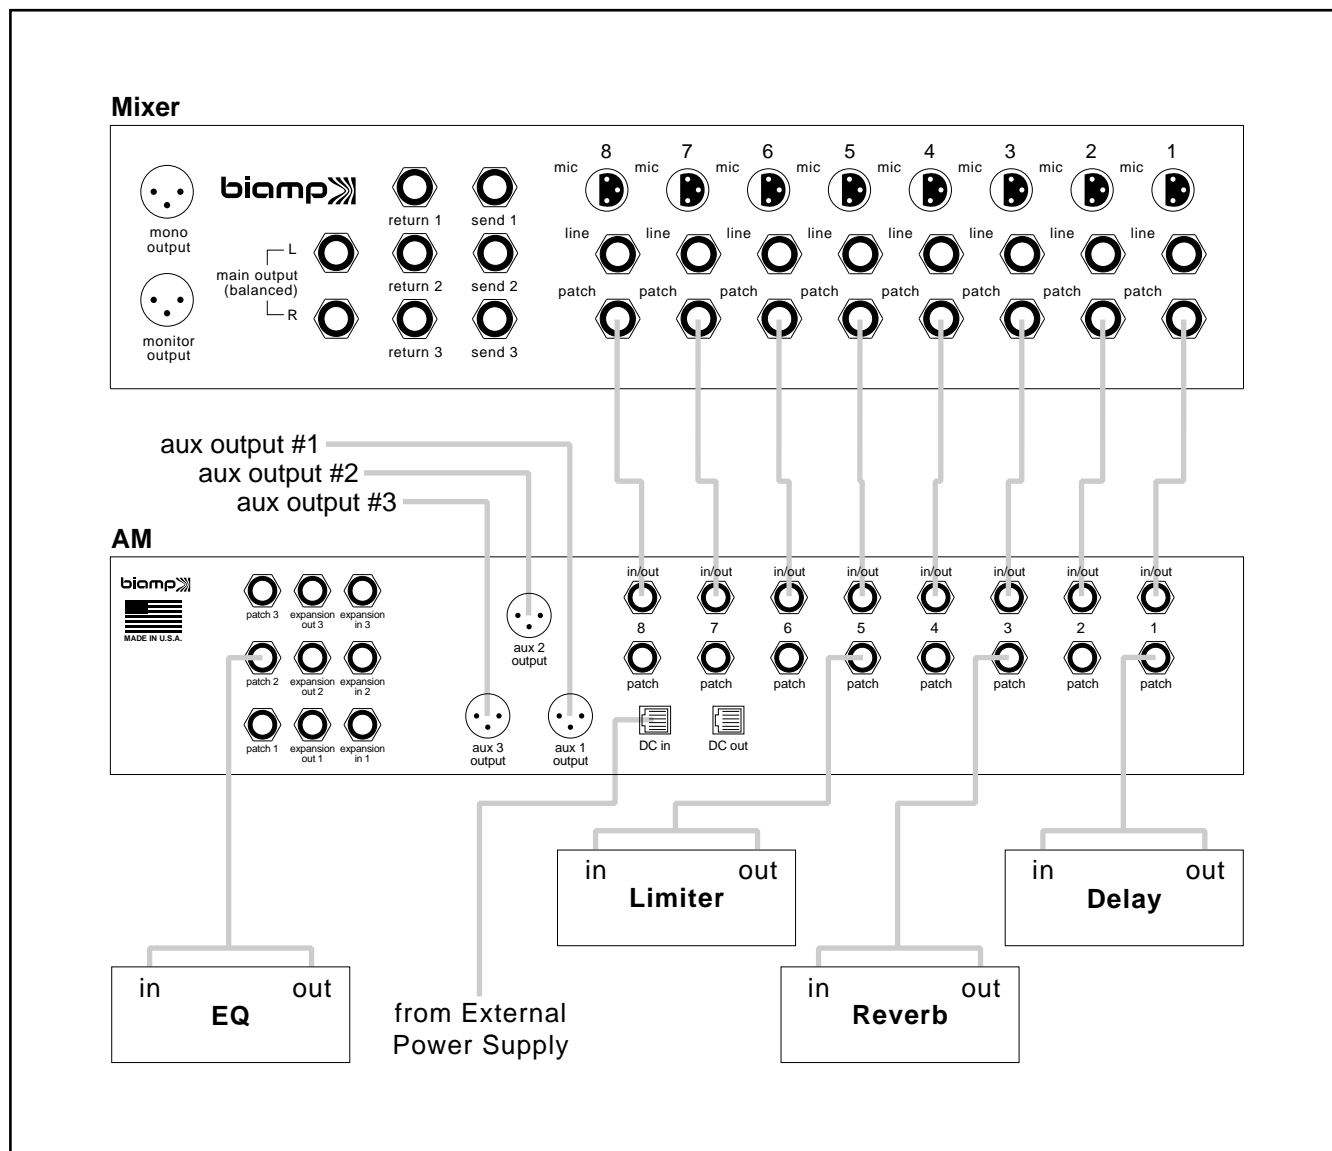 Mixer
8 7 6 5 4 3 2 1
mic mic mic mic mic mic mic mic
biamp
return 1 send 1
mono
output
line line line line line line line line
L
main output
(balanced)
R
return 2 send 2
patch patch patch patch patch patch patch patch
monitor
output
return 3 send 3
aux output #1
aux output #2
aux output #3
AM
biamp
MADE IN U.S.A.
in/out in/out in/out in/out in/out in/out in/out in/out
patch 3 expansion expansion
out 3 in 3
8 7 6 5 4 3 2 1
aux 2
output
patch 2 expansion expansion
out 2 in 2
patch patch patch patch patch patch patch patch
patch 1 expansion expansion
out 1 in 1
aux 3
output
aux 1
output
DC in DC out
in out
Limiter
in out
Delay
in out
EQ
from External
Power Supply
in out
Reverb